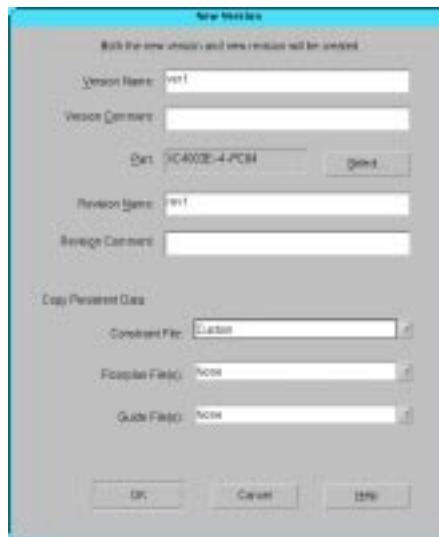 New Version
Both the new version and new revision will be created
Version Name: ver1
Version Comment:
Part: XC4003E-4-PC84
Select...
Revision Name: rev1
Revision Comment:
Copy Persistent Data
Constraint File: Custom
Floorplan File(s): None
Guide File(s): None
OK Cancel Help